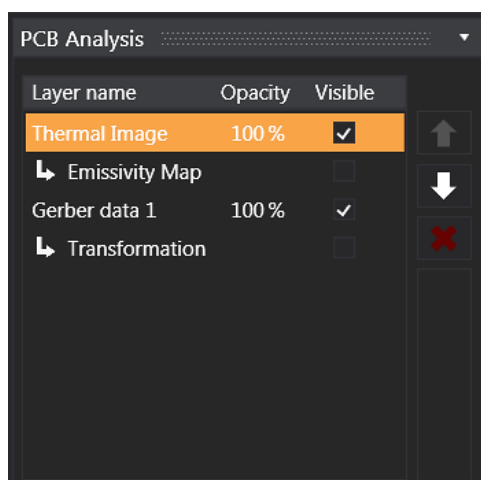 PCB Analysis
Layer name Opacity Visible
Thermal Image 100 %
Emissivity Map
Gerber data 1 100 %
Transformation